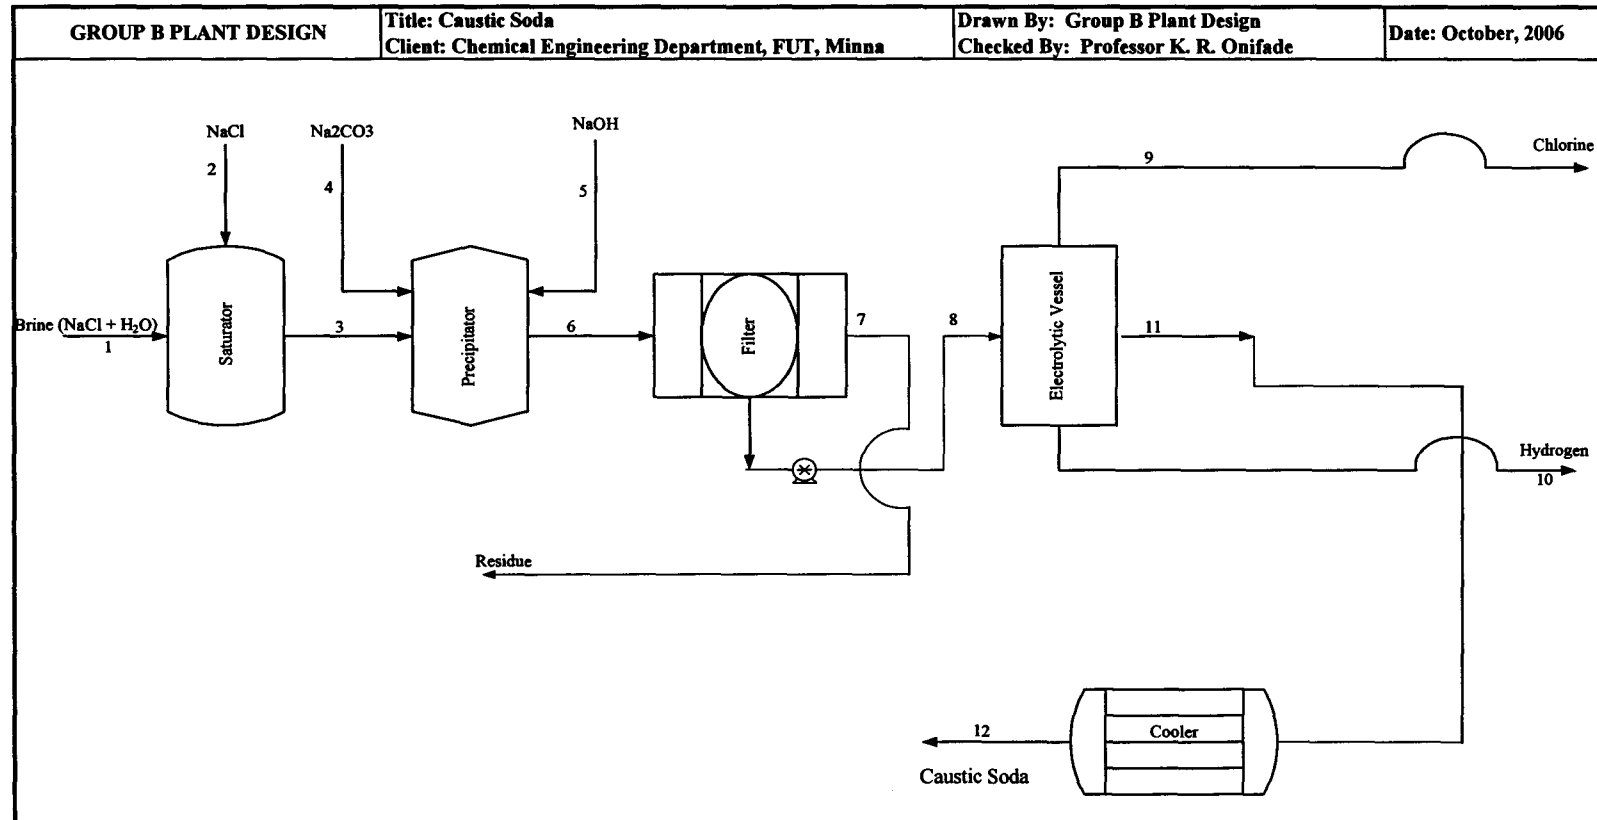 GROUP B PLANT DESIGN
Title: Caustic Soda
Client: Chemical Engineering Department, FUT, Minna
Drawn By: Group B Plant Design
Checked By: Professor K. R. Onifade
Date: October, 2006
NaCl
Na2CO3
NaOH
2
4
5
9
Chlorine
Brine (NaCl + H₂O)
1
Saturator
3
Precipitator
6
Filter
7
8
Electrolytic Vessel
11
Hydrogen
10
Residue
12
Cooler
Caustic Soda